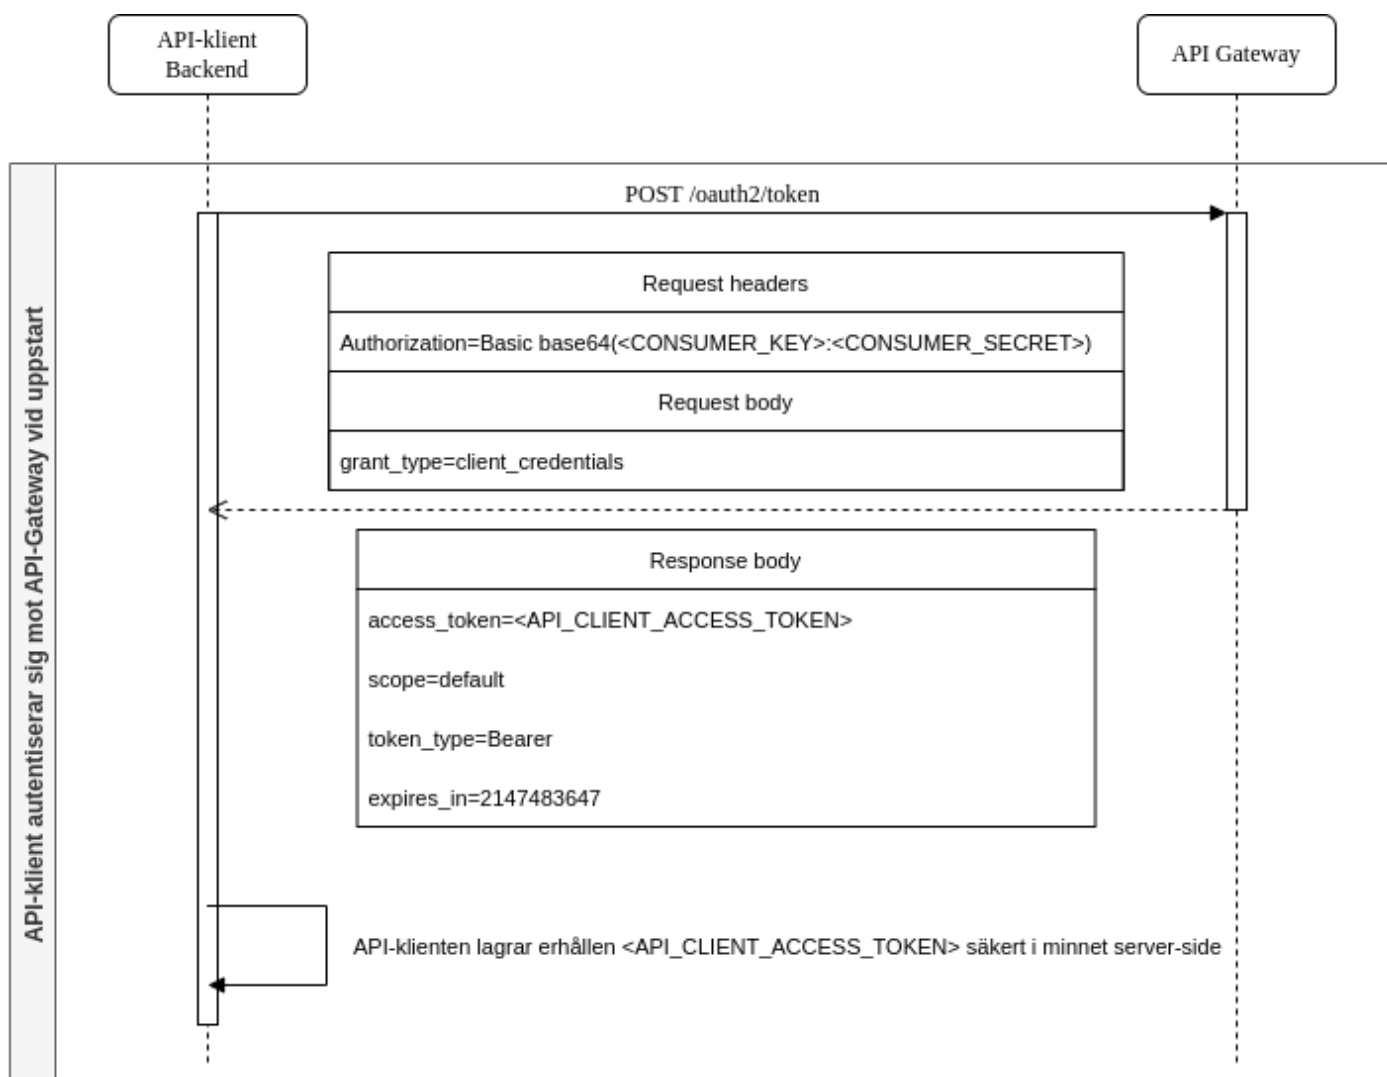 API-klient
Backend
API Gateway
API-klient autentiserar sig mot API-Gateway vid uppstart
POST /oauth2/token
Request headers
Authorization=Basic base64(<CONSUMER_KEY>:<CONSUMER_SECRET>)
Request body
grant_type=client_credentials
Response body
access_token=<API_CLIENT_ACCESS_TOKEN>
scope=default
token_type=Bearer
expires_in=2147483647
API-klienten lagrar erhållen <API_CLIENT_ACCESS_TOKEN> säkert i minnet server-side